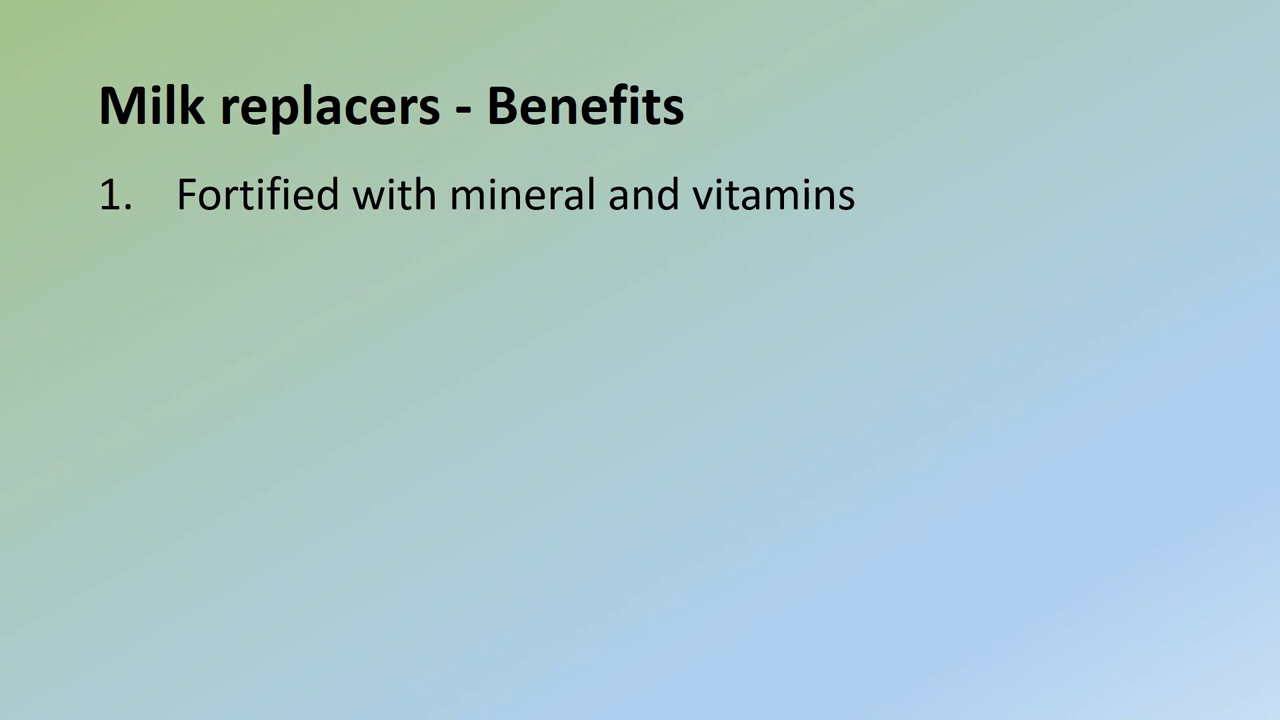 Milk replacers - Benefits
1. Fortified with mineral and vitamins